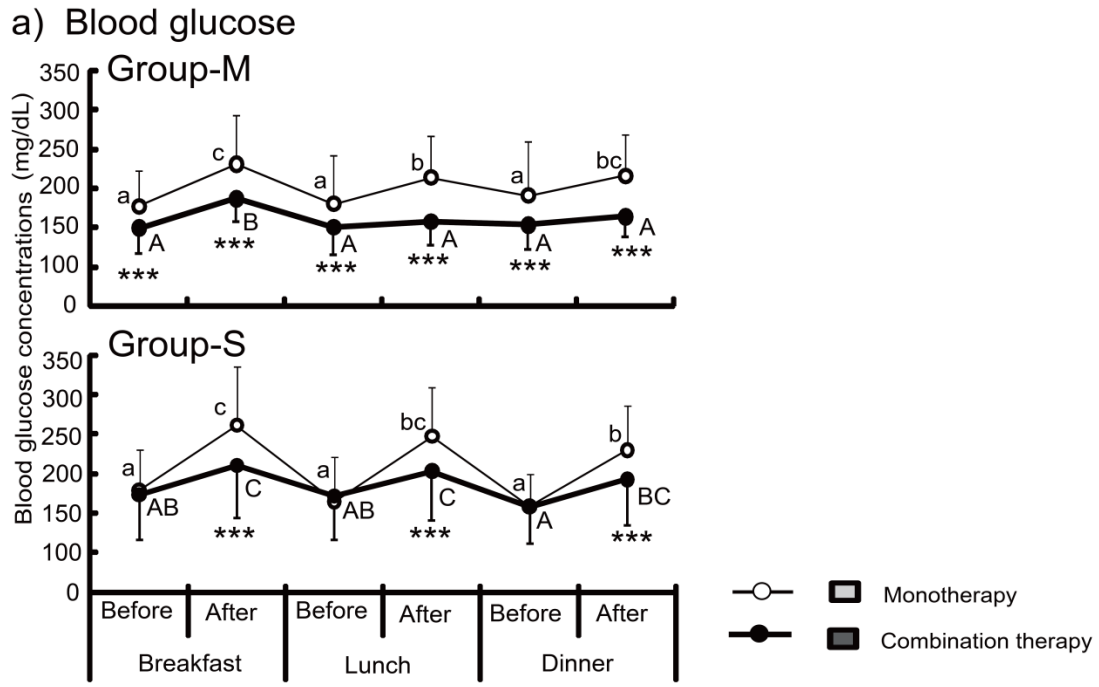 a) Blood glucose
Blood glucose concentrations (mg/dL)
Group-M
350
300
250
200
150
100
0
a
c
a
b
a
bc
A
B
A
A
A
A
***
***
***
***
***
***
Group-S
350
300
250
200
150
100
0
a
c
a
bc
a
b
AB
C
AB
C
A
BC
***
***
***
Before After Before After Before After
Breakfast Lunch Dinner
Monotherapy
Combination therapy